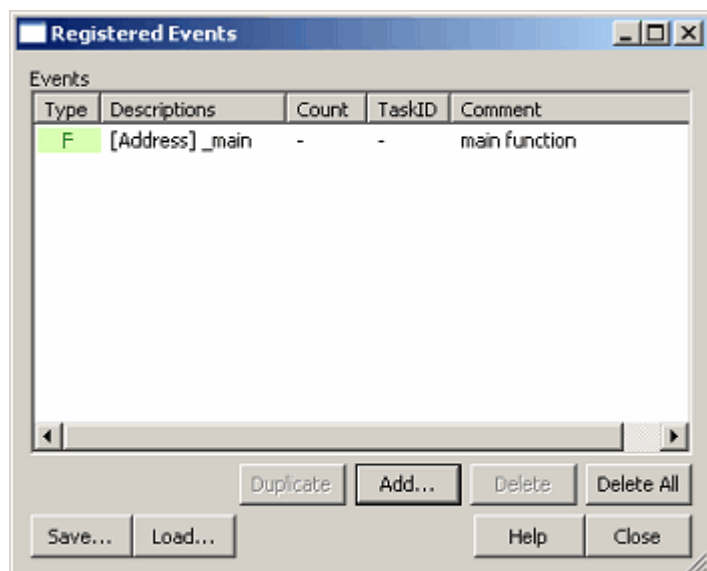 Registered Events
Events
Type Descriptions Count TaskID Comment
F [Address] _main - - main function
Duplicate Add... Delete Delete All
Save... Load... Help Close